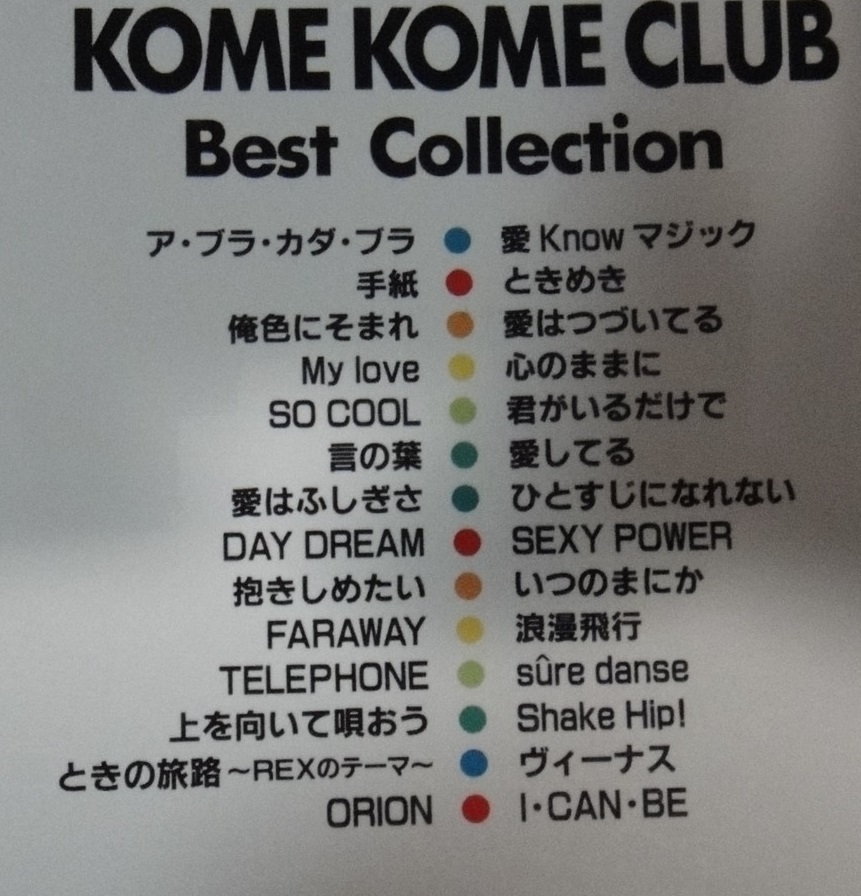 KOME KOME CLUB
Best Collection
ア・ブラ・カダ・ブラ ● 愛 Know マジック
手紙 ● ときめき
俺色にそまれ ● 愛はつづいてる
My love ● 心のままに
SO COOL ● 君がいるだけで
言の葉 ● 愛してる
愛はふしぎさ ● ひとすじになれない
DAY DREAM ● SEXY POWER
抱きしめたい ● いつのまにか
FARAWAY ● 浪漫飛行
TELEPHONE ● sûre danse
上を向いて唄おう ● Shake Hip!
ときの旅路～REXのテーマ～ ● ヴィーナス
ORION ● I・CAN・BE